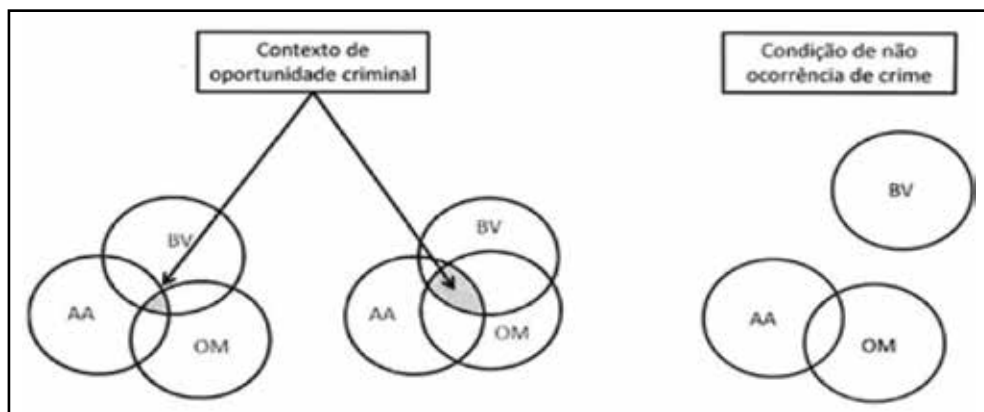 Contexto de
oportunidade criminal
Condição de não
ocorrência de crime
BV
AA
OM
BV
AA
OM
BV
AA
OM